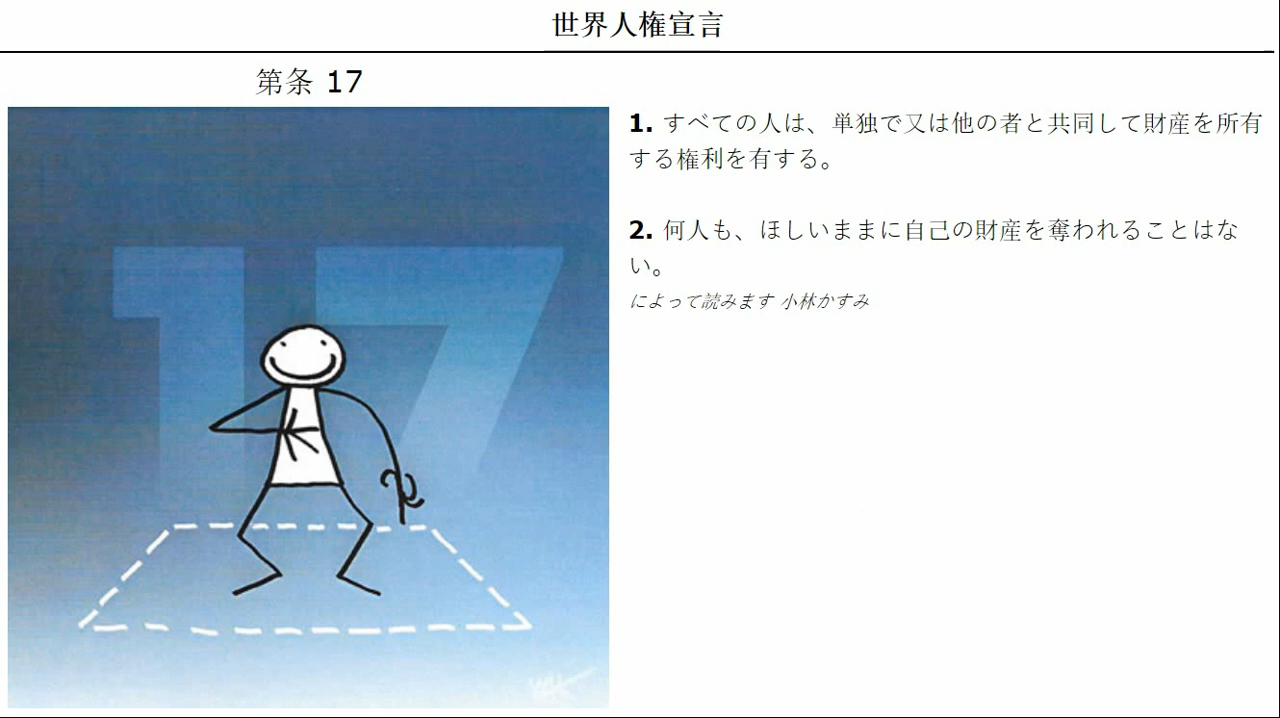 世界人権宣言
第条 17
17
1. すべての人は、単独で又は他の者と共同して財産を所有
する権利を有する。
2. 何人も、ほしいままに自己の財産を奪われることはな
い。
によって読みます 小林かすみ